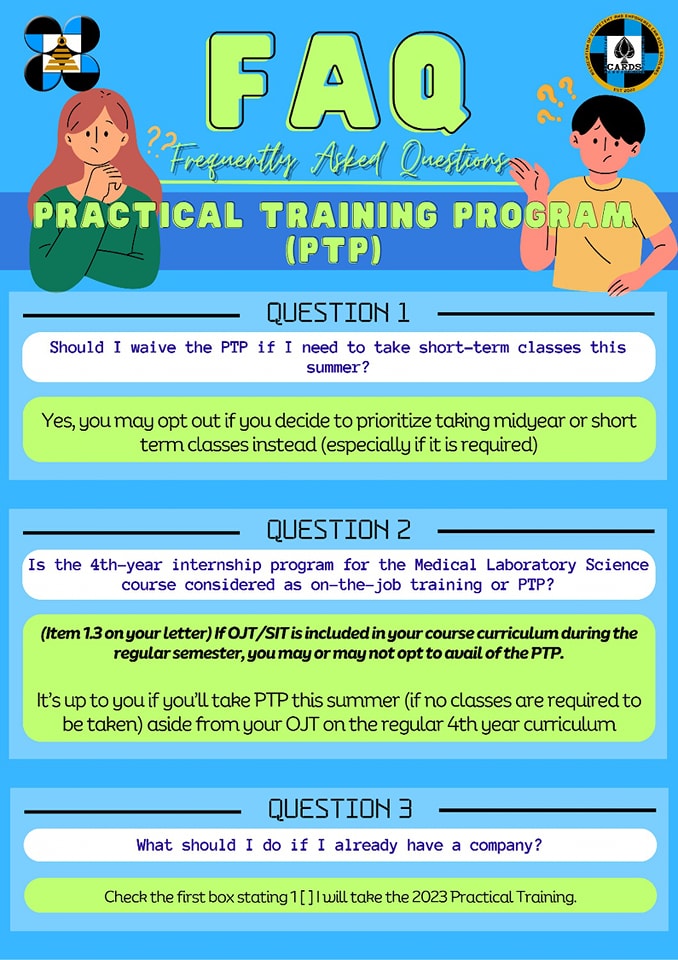 CARDS
EST 2022
FAQ
Frequently Asked Questions
PRACTICAL TRAINING PROGRAM
(PTP)
QUESTION 1
Should I waive the PTP if I need to take short-term classes this
summer?
Yes, you may opt out if you decide to prioritize taking midyear or short
term classes instead (especially if it is required)
QUESTION 2
Is the 4th-year internship program for the Medical Laboratory Science
course considered as on-the-job training or PTP?
(Item 1.3 on your letter) If OJT/SIT is included in your course curriculum during the
regular semester, you may or may not opt to avail of the PTP.
It's up to you if you'll take PTP this summer (if no classes are required to
be taken) aside from your OJT on the regular 4th year curriculum
QUESTION 3
What should I do if I already have a company?
Check the first box stating 1 [ ] I will take the 2023 Practical Training.